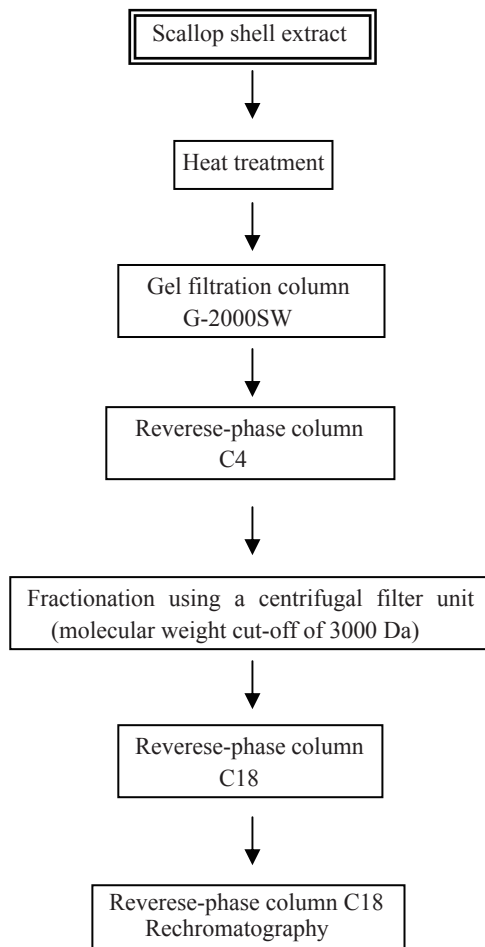 Scallop shell extract
Heat treatment
Gel filtration column
G-2000SW
Reverese-phase column
C4
Fractionation using a centrifugal filter unit
(molecular weight cut-off of 3000 Da)
Reverese-phase column
C18
Reverese-phase column C18
Rechromatography